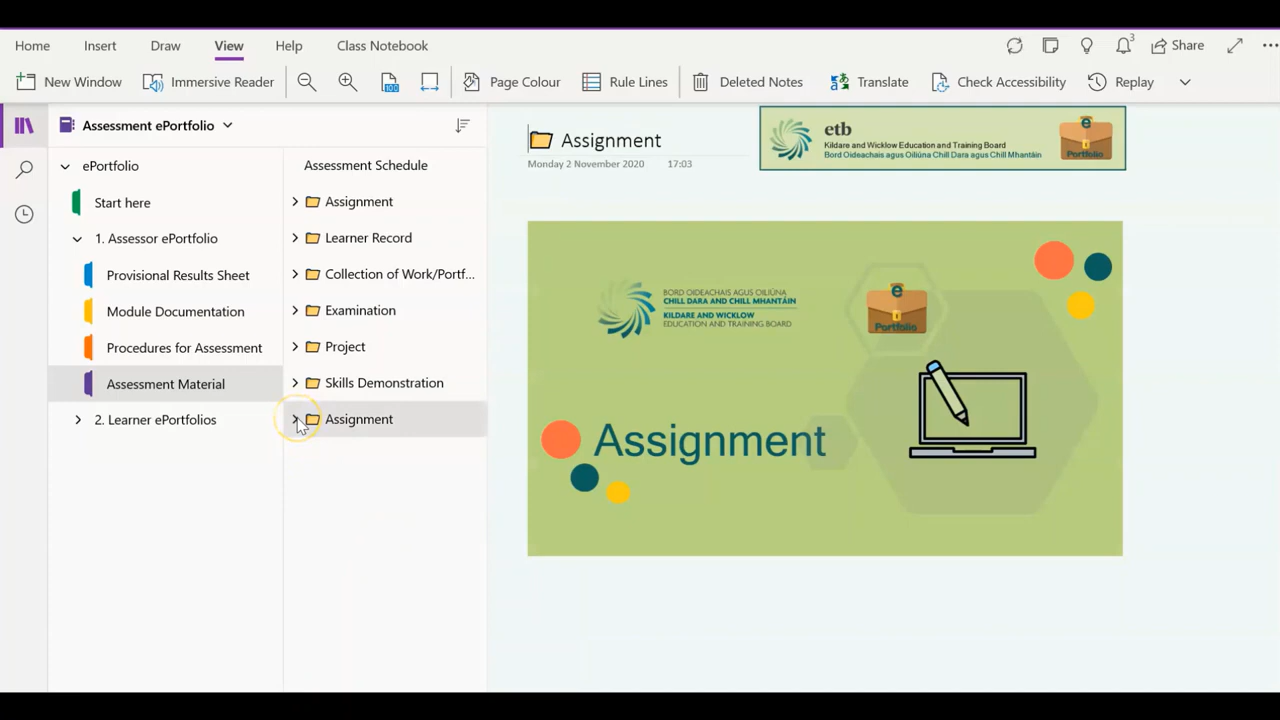 Home Insert Draw View Help Class Notebook 3 Share
New Window Immersive Reader 100 Page Colour Rule Lines Deleted Notes Translate Check Accessibility Replay
Assessment ePortfolio
ePortfolio
Start here
1. Assessor ePortfolio
Provisional Results Sheet
Module Documentation
Procedures for Assessment
Assessment Material
2. Learner ePortfolios
Assessment Schedule
Assignment
Learner Record
Collection of Work/Portf...
Examination
Project
Skills Demonstration
Assignment
Assignment
Monday 2 November 2020 17:03
etb
Kildare and Wicklow Education and Training Board
Bord Oideachais agus Oiliúna Chill Dara agus Chill Mhantáin
e
Portfolio
BORD OIDEACHAIS AGUS OILIÚNA
CHILL DARA AND CHILL MHANTÁIN
KILDARE AND WICKLOW
EDUCATION AND TRAINING BOARD
e
Portfolio
Assignment